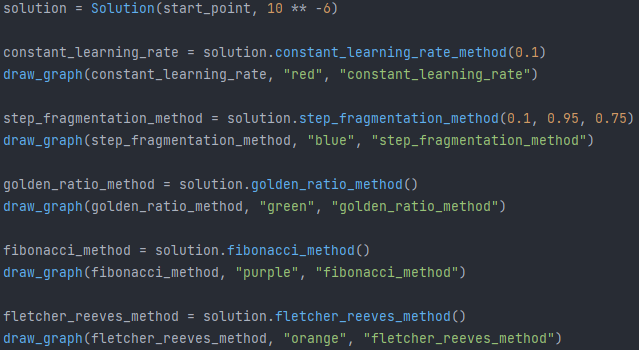 solution = Solution(start_point, 10 ** -6)
constant_learning_rate = solution.constant_learning_rate_method(0.1)
draw_graph(constant_learning_rate, "red", "constant_learning_rate")
step_fragmentation_method = solution.step_fragmentation_method(0.1, 0.95, 0.75)
draw_graph(step_fragmentation_method, "blue", "step_fragmentation_method")
golden_ratio_method = solution.golden_ratio_method()
draw_graph(golden_ratio_method, "green", "golden_ratio_method")
fibonacci_method = solution.fibonacci_method()
draw_graph(fibonacci_method, "purple", "fibonacci_method")
fletcher_reeves_method = solution.fletcher_reeves_method()
draw_graph(fletcher_reeves_method, "orange", "fletcher_reeves_method")